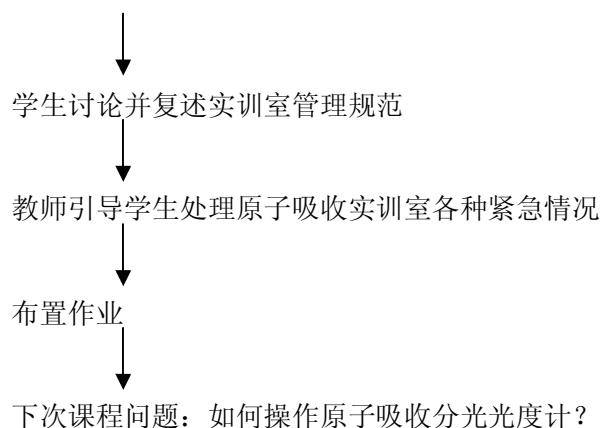 学生讨论并复述实训室管理规范
教师引导学生处理原子吸收实训室各种紧急情况
布置作业
下次课程问题：如何操作原子吸收分光光度计？